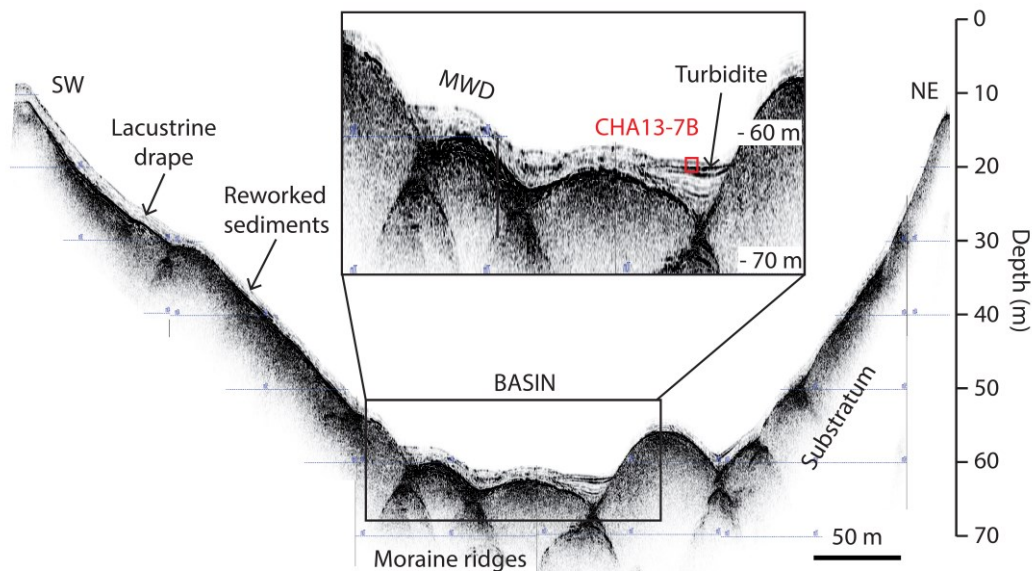 SW
Lacustrine
drape
Reworked
sediments
MWD
Turbidite
CHA13-7B
- 60 m
- 70 m
NE
0
10
20
30
40
50
60
70
Depth (m)
BASIN
Substratum
Moraine ridges
50 m